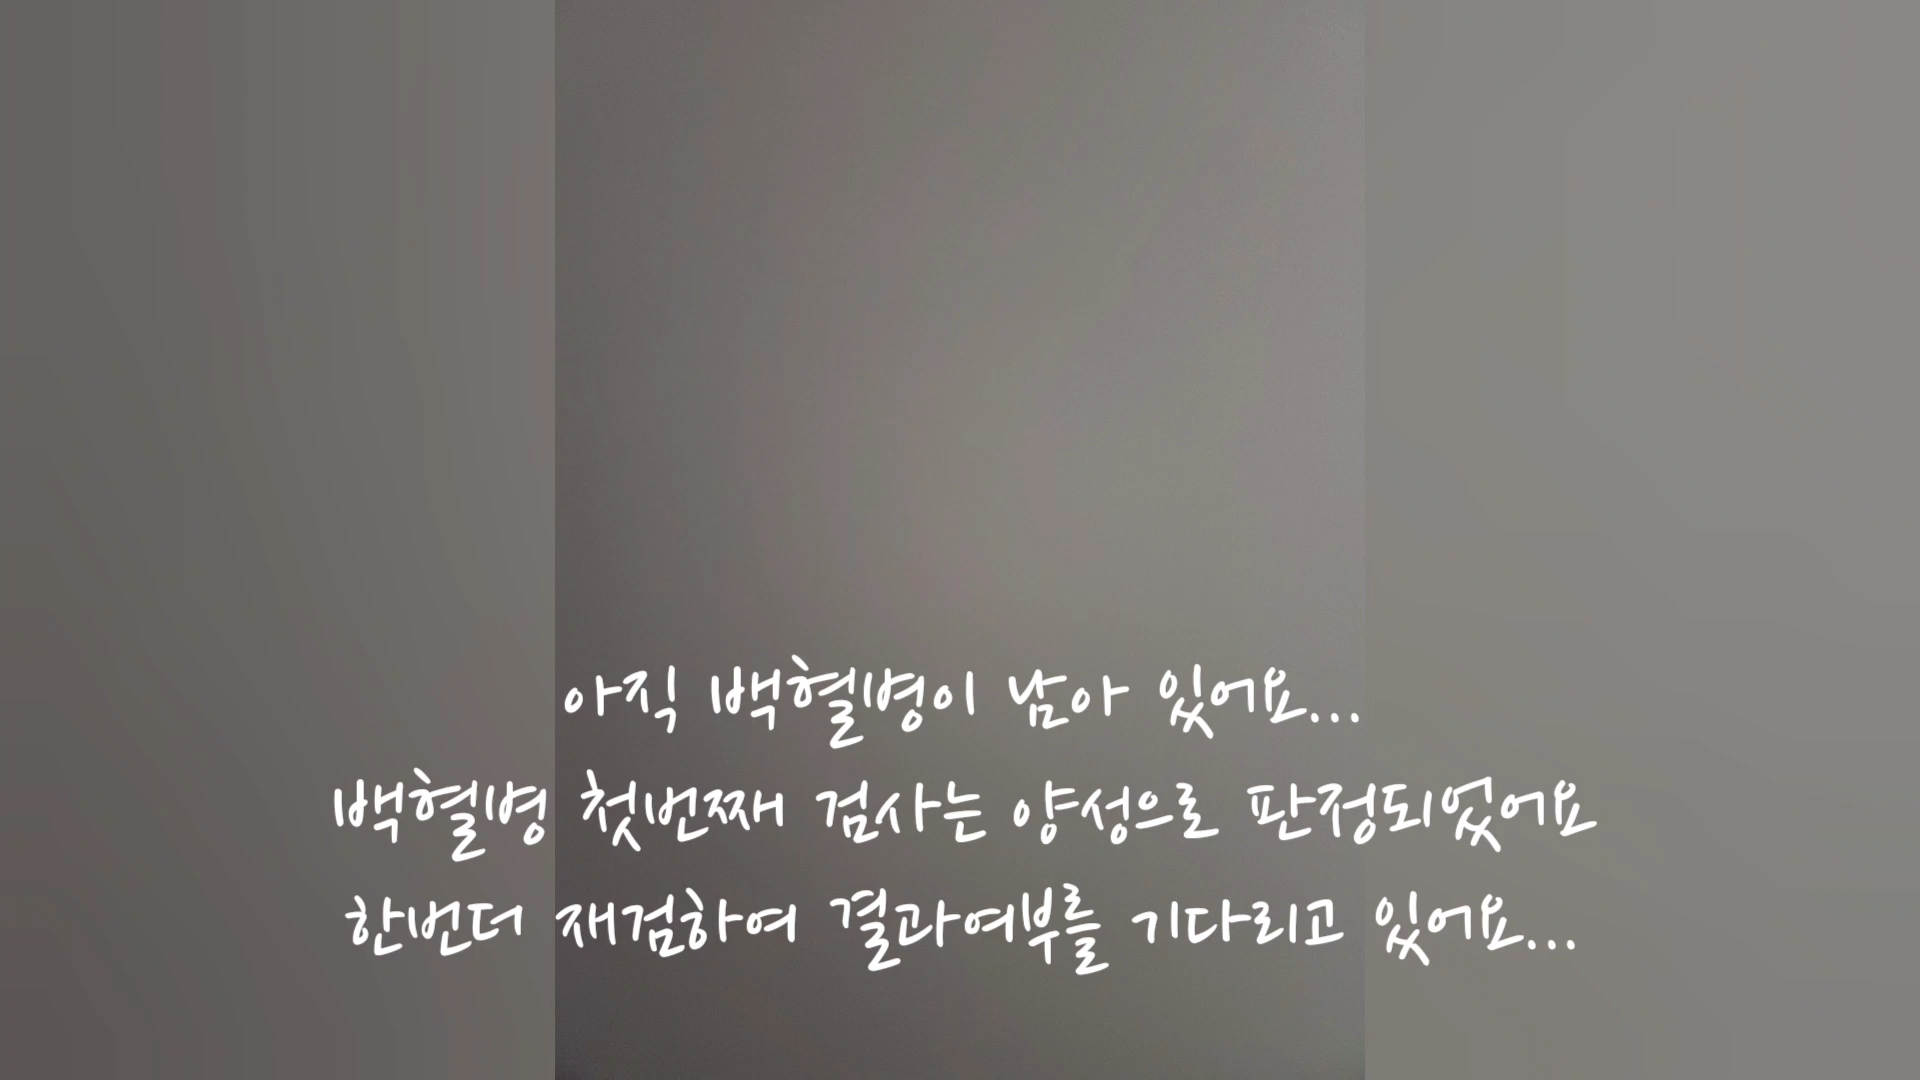 아직 백혈병이 남아 있어요...
백혈병 첫번째 검사는 양성으로 판정되었어요
한번더 재검하여 결과여부를 기다리고 있어요...